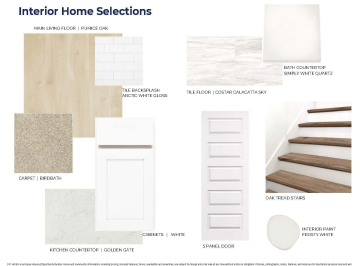 Interior Home Selections
MAIN LIVING FLOOR | PUMICE OAK
BATH COUNTERTOP
SIMPLY WHITE QUARTZ
TILE BACKSPLASH
ARCTIC WHITE GLOSS
TILE FLOOR | COSTAR CALACATTA SKY
CARPET | BIRDBATH
OAK TREAD STAIRS
CABINETS | WHITE
INTERIOR PAINT
FROSTY WHITE
5 PANEL DOOR
KITCHEN COUNTERTOP | GOLDEN GATE